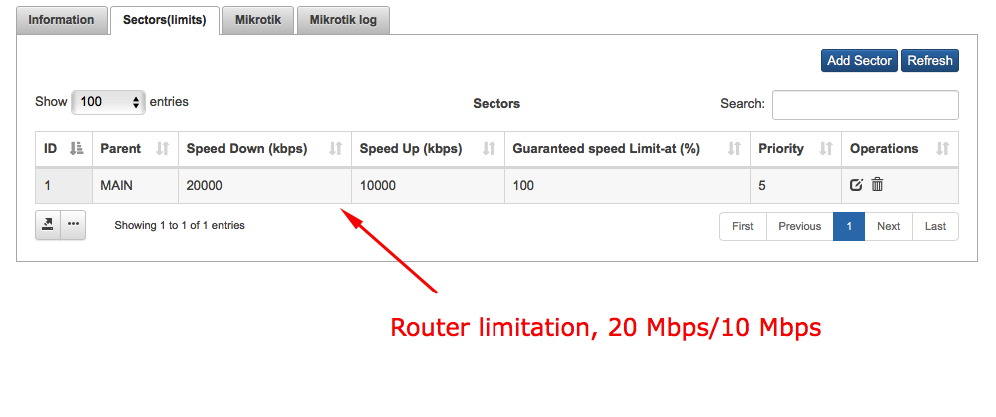 Information Sectors(limits) Mikrotik Mikrotik log
Add Sector Refresh
Show 100 entries Sectors Search:
ID Parent Speed Down (kbps) Speed Up (kbps) Guaranteed speed Limit-at (%) Priority Operations
1 MAIN 20000 10000 100 5
Showing 1 to 1 of 1 entries First Previous 1 Next Last
Router limitation, 20 Mbps/10 Mbps